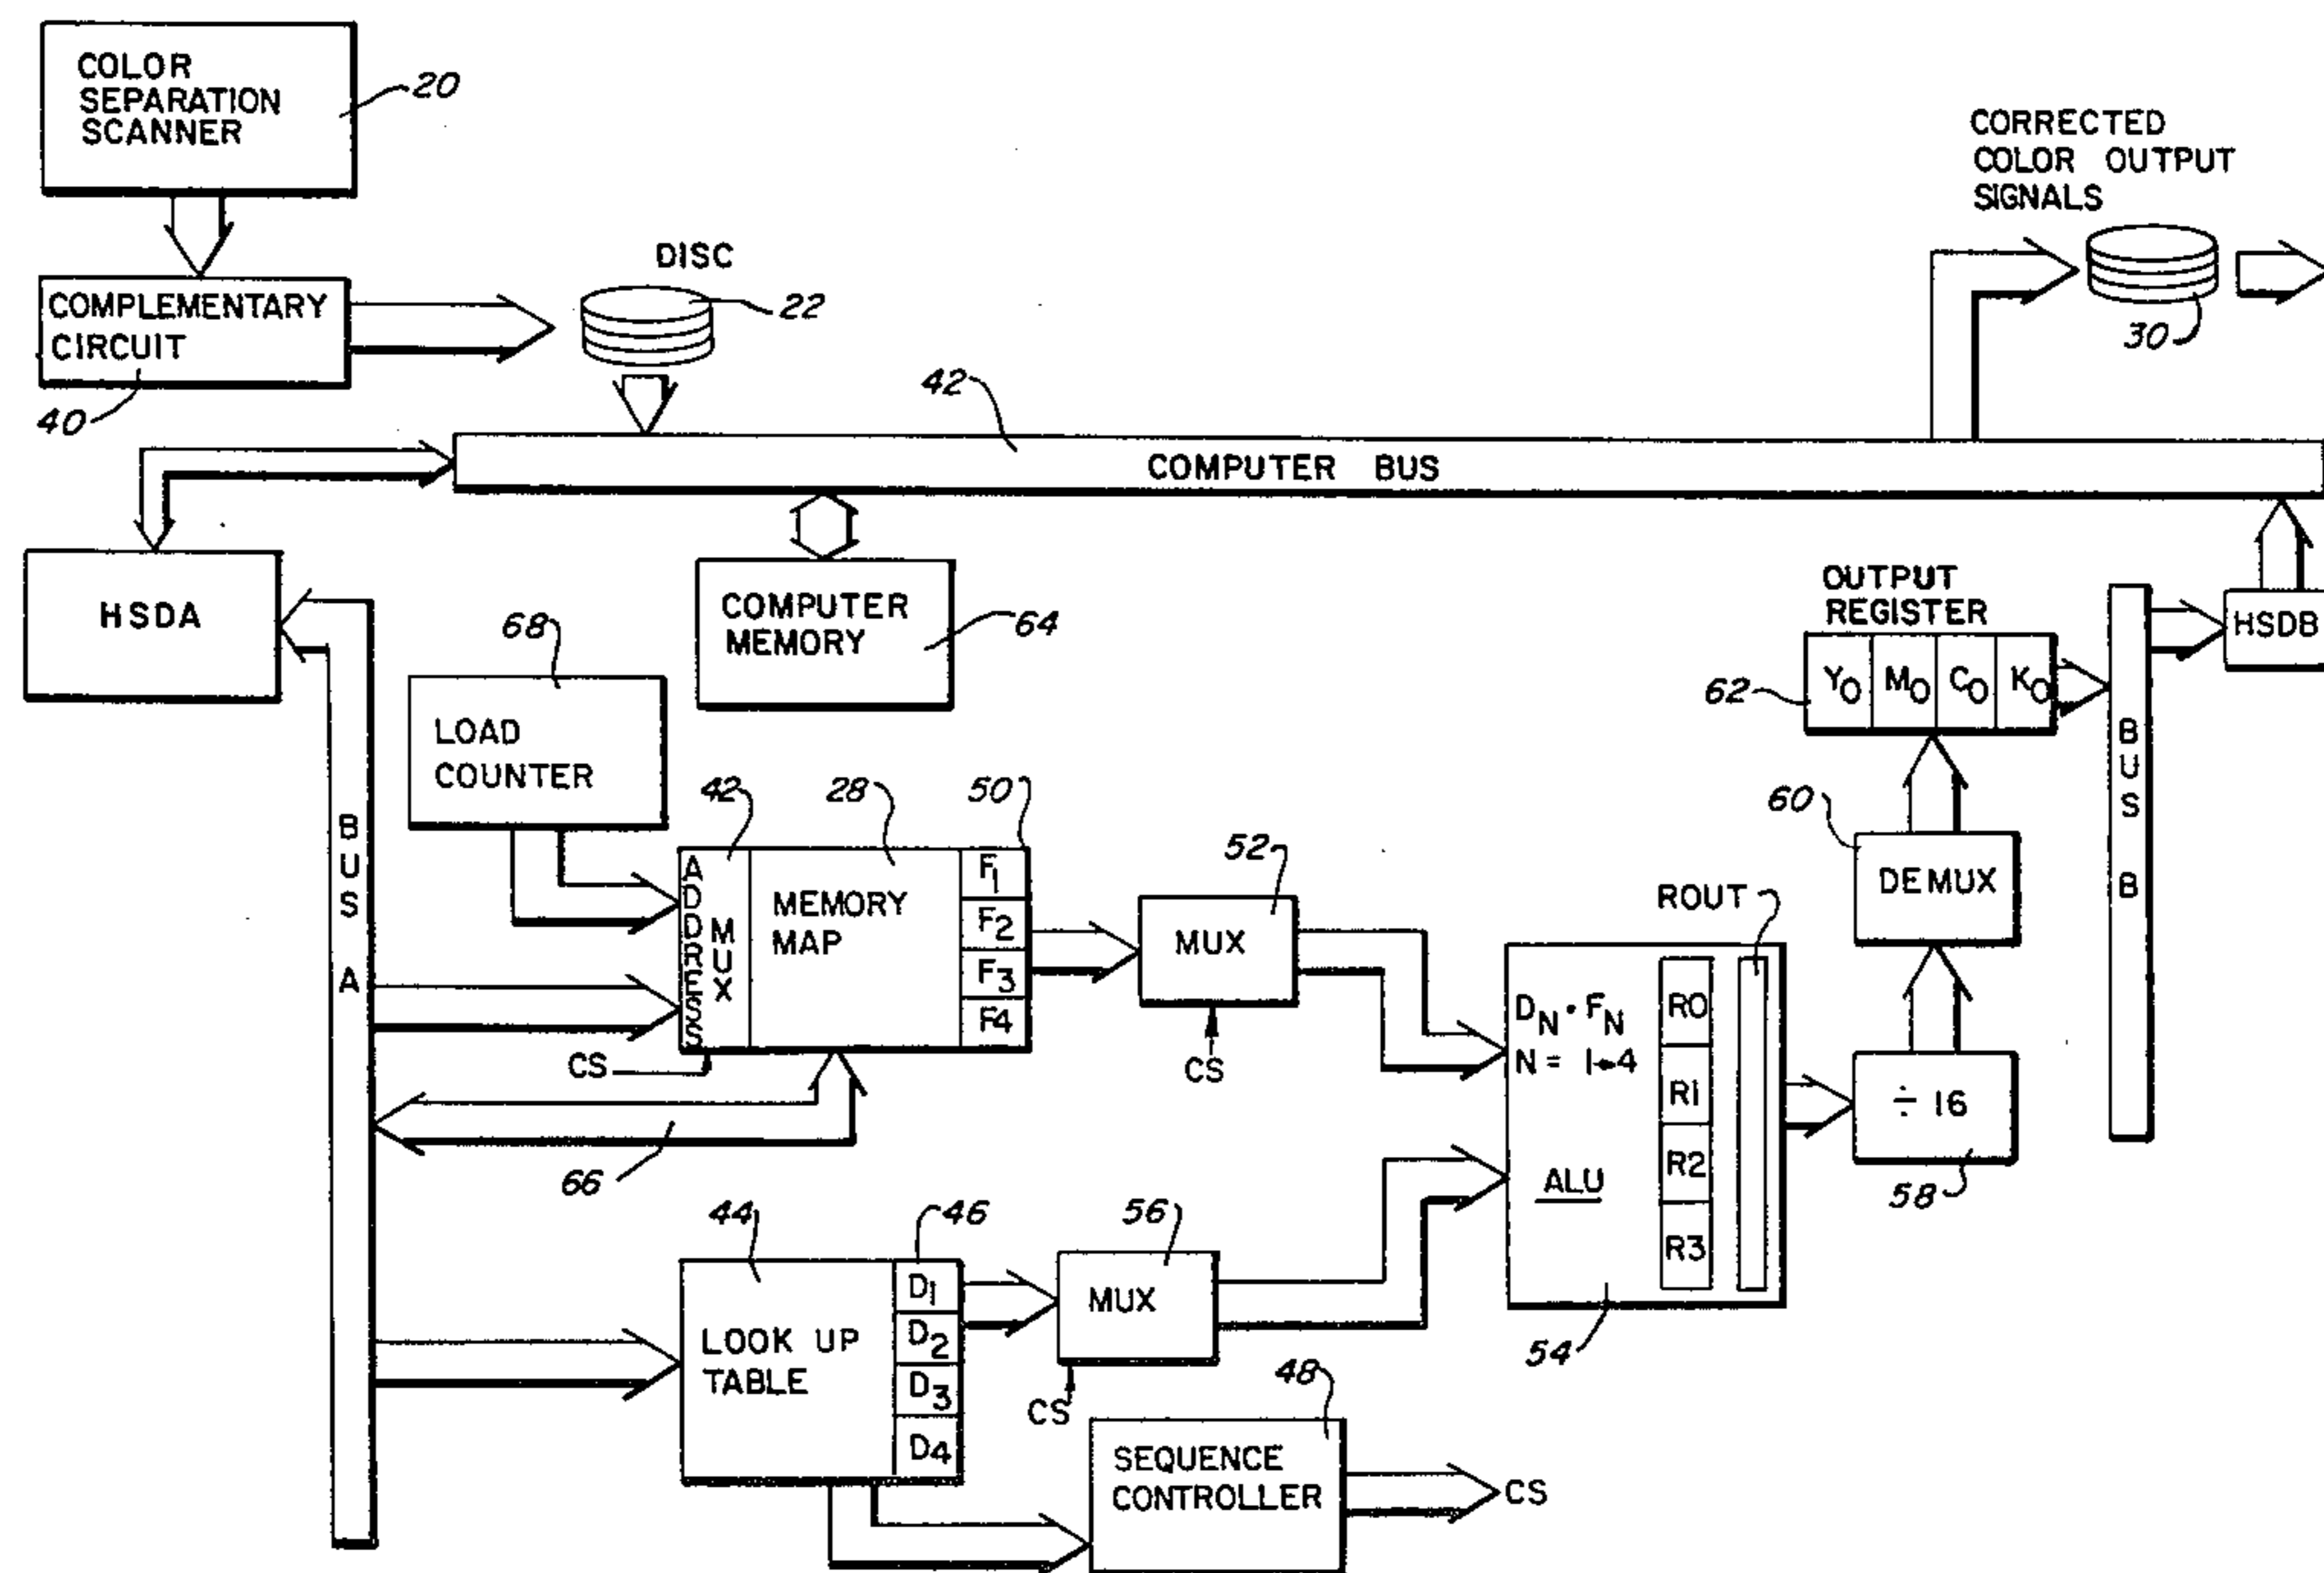 COLOR
SEPARATION
SCANNER
20
CORRECTED
COLOR OUTPUT
SIGNALS
30
DISC
22
COMPLEMENTARY
CIRCUIT
40
42
COMPUTER BUS
HSDA
COMPUTER
MEMORY
64
OUTPUT
REGISTER
62
Y0
M0
C0
K0
HSDB
BUS B
68
LOAD
COUNTER
BUS A
42
28
50
ADDRESS
MUX
MEMORY
MAP
F1
F2
F3
F4
CS
66
52
MUX
CS
60
DEMUX
ROUT
DN · FN
N = 1→4
ALU
R0
R1
R2
R3
54
÷ 16
58
44
46
LOOK UP
TABLE
D1
D2
D3
D4
56
MUX
CS
48
SEQUENCE
CONTROLLER
CS